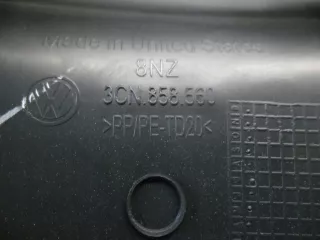 Made in United States
8NZ
3CN.858.560
>PP/PE-TD20<